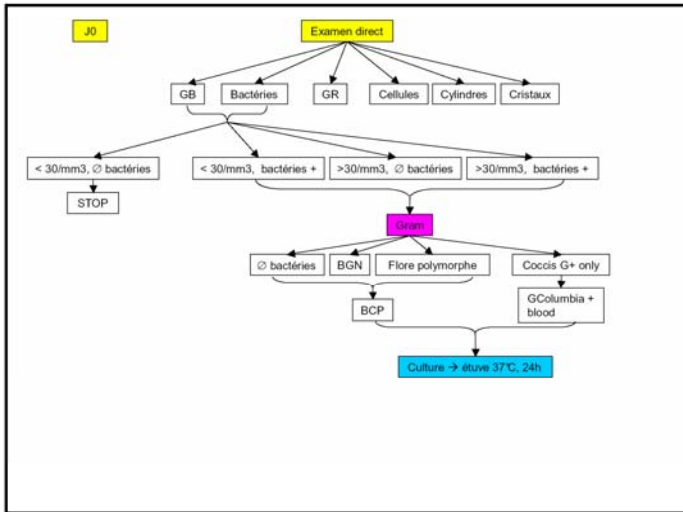 J0
Examen direct
GB
Bactéries
GR
Cellules
Cylindres
Cristaux
< 30/mm3, ∅ bactéries
< 30/mm3, bactéries +
>30/mm3, ∅ bactéries
>30/mm3, bactéries +
STOP
Gram
∅ bactéries
BGN
Flore polymorphe
Coccis G+ only
BCP
GColumbia +
blood
Culture → étuve 37°C, 24h